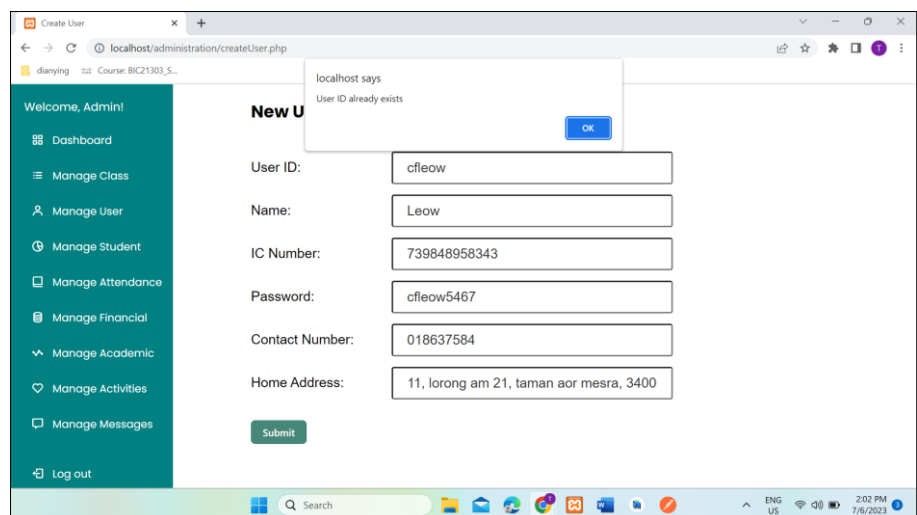 Create User
localhost/administration/createUser.php
dianying
Course: BIC21303_S...
localhost says
User ID already exists
OK
Welcome, Admin!
Dashboard
Manage Class
Manage User
Manage Student
Manage Attendance
Manage Financial
Manage Academic
Manage Activities
Manage Messages
Log out
New U
User ID: cfleow
Name: Leow
IC Number: 739848958343
Password: cfleow5467
Contact Number: 018637584
Home Address: 11, lorong am 21, taman aor mesra, 3400
Submit
Search
ENG
US
2:02 PM
7/6/2023